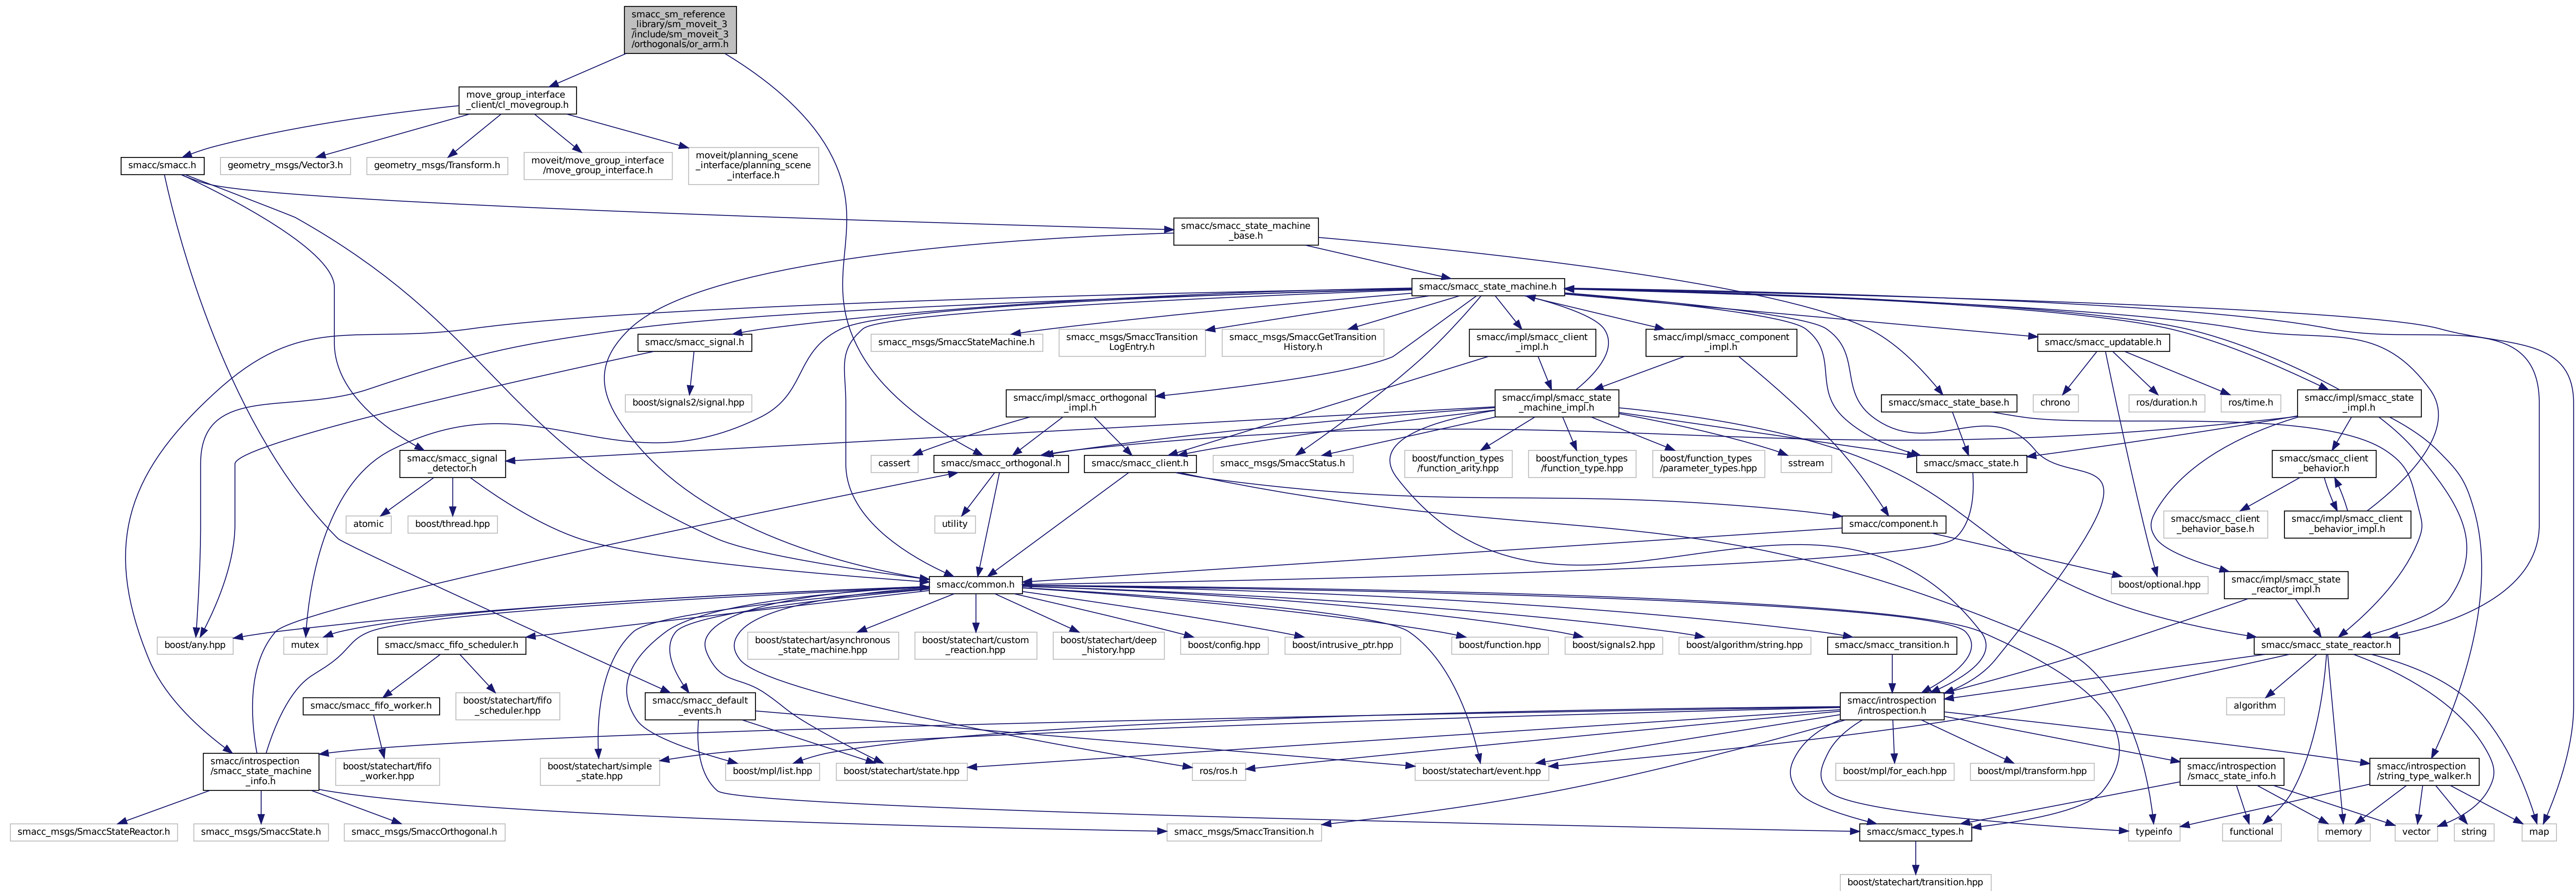 smacc_sm_reference
_library/sm_moveit_3
/include/sm_moveit_3
/orthogonals/or_arm.h
move_group_interface
_client/cl_movegroup.h
smacc/smacc.h
geometry_msgs/Vector3.h
geometry_msgs/Transform.h
moveit/move_group_interface
/move_group_interface.h
moveit/planning_scene
_interface/planning_scene
_interface.h
smacc/smacc_state_machine
_base.h
smacc/smacc_state_machine.h
smacc/smacc_signal.h
smacc_msgs/SmaccStateMachine.h
smacc_msgs/SmaccTransition
LogEntry.h
smacc_msgs/SmaccGetTransition
History.h
smacc/impl/smacc_client
_impl.h
smacc/impl/smacc_component
_impl.h
smacc/smacc_updatable.h
boost/signals2/signal.hpp
smacc/impl/smacc_orthogonal
_impl.h
smacc/impl/smacc_state
_machine_impl.h
smacc/smacc_state_base.h
chrono
ros/duration.h
ros/time.h
smacc/impl/smacc_state
_impl.h
smacc/smacc_signal
_detector.h
cassert
smacc/smacc_orthogonal.h
smacc/smacc_client.h
smacc_msgs/SmaccStatus.h
boost/function_types
/function_arity.hpp
boost/function_types
/function_type.hpp
boost/function_types
/parameter_types.hpp
sstream
smacc/smacc_state.h
smacc/smacc_client
_behavior.h
atomic
boost/thread.hpp
utility
smacc/component.h
smacc/smacc_client
_behavior_base.h
smacc/impl/smacc_client
_behavior_impl.h
smacc/common.h
boost/optional.hpp
smacc/impl/smacc_state
_reactor_impl.h
boost/any.hpp
mutex
smacc/smacc_fifo_scheduler.h
boost/statechart/asynchronous
_state_machine.hpp
boost/statechart/custom
_reaction.hpp
boost/statechart/deep
_history.hpp
boost/config.hpp
boost/intrusive_ptr.hpp
boost/function.hpp
boost/signals2.hpp
boost/algorithm/string.hpp
smacc/smacc_transition.h
smacc/smacc_state_reactor.h
smacc/smacc_fifo_worker.h
boost/statechart/fifo
_scheduler.hpp
smacc/smacc_default
_events.h
smacc/introspection
/introspection.h
algorithm
smacc/introspection
/smacc_state_machine
_info.h
boost/statechart/fifo
_worker.hpp
boost/statechart/simple
_state.hpp
boost/mpl/list.hpp
boost/statechart/state.hpp
ros/ros.h
boost/statechart/event.hpp
boost/mpl/for_each.hpp
boost/mpl/transform.hpp
smacc/introspection
/smacc_state_info.h
smacc/introspection
/string_type_walker.h
smacc_msgs/SmaccStateReactor.h
smacc_msgs/SmaccState.h
smacc_msgs/SmaccOrthogonal.h
smacc_msgs/SmaccTransition.h
smacc/smacc_types.h
typeinfo
functional
memory
vector
string
map
boost/statechart/transition.hpp